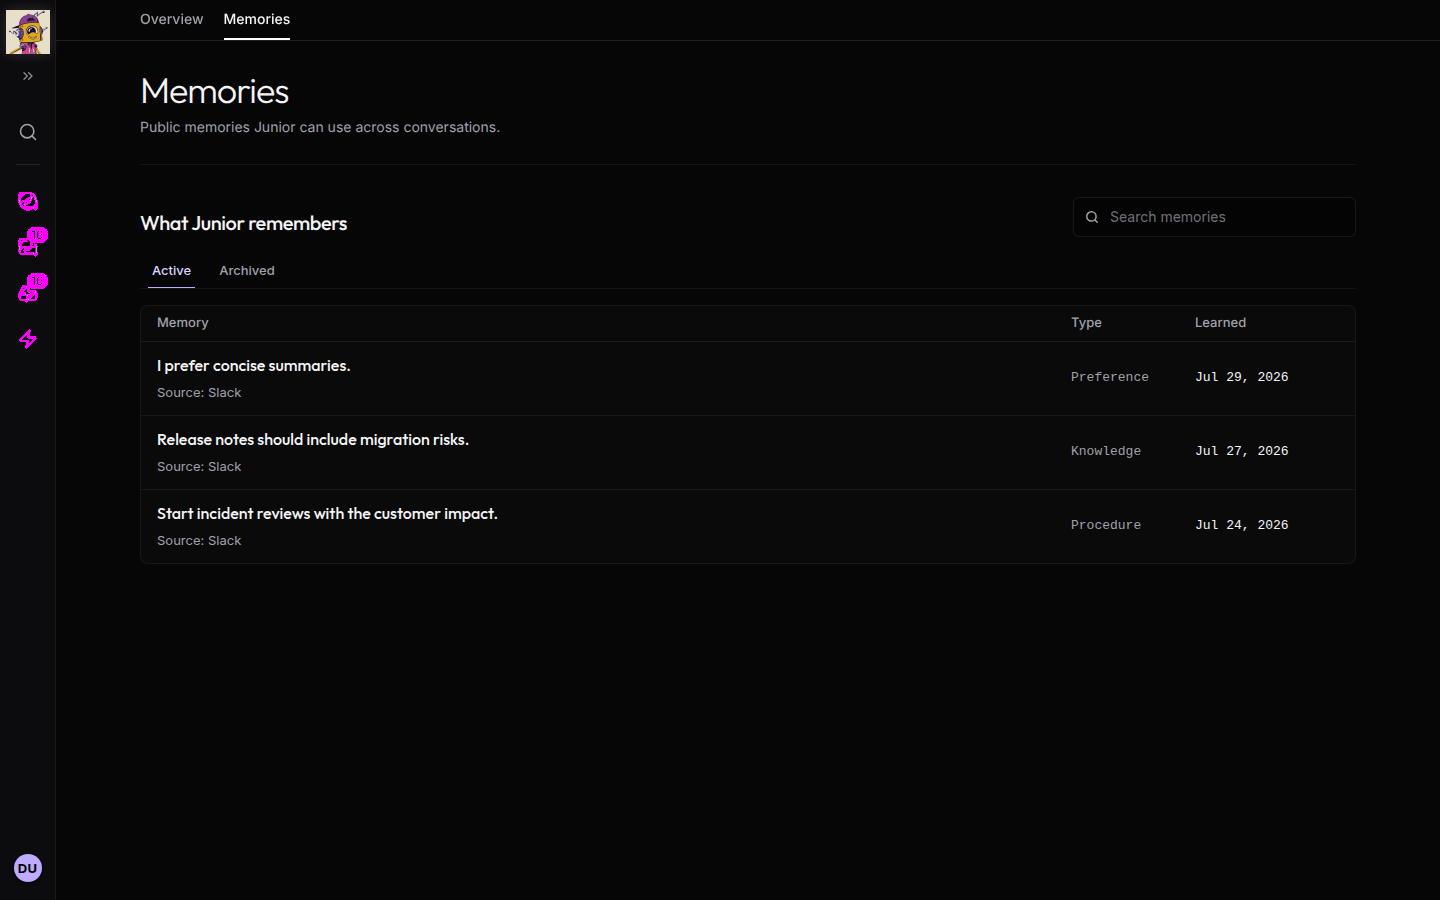 Overview Memories
Memories
Public memories Junior can use across conversations.
What Junior remembers
Search memories
Active Archived
Memory Type Learned
I prefer concise summaries.
Source: Slack
Preference Jul 29, 2026
Release notes should include migration risks.
Source: Slack
Knowledge Jul 27, 2026
Start incident reviews with the customer impact.
Source: Slack
Procedure Jul 24, 2026
DU